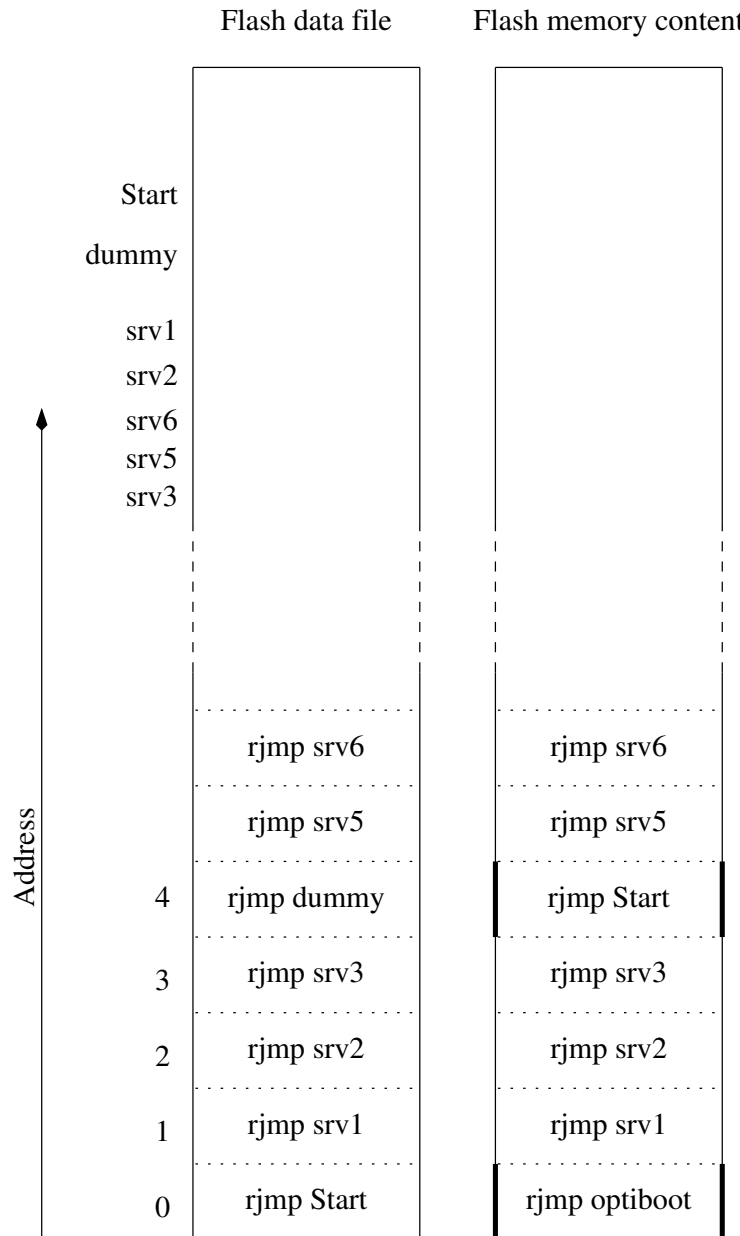 Flash data file
Flash memory content
Start
dummy
srv1
srv2
srv6
srv5
srv3
rjmp srv6 rjmp srv6
rjmp srv5 rjmp srv5
Address
4 rjmp dummy rjmp Start
3 rjmp srv3 rjmp srv3
2 rjmp srv2 rjmp srv2
1 rjmp srv1 rjmp srv1
0 rjmp Start rjmp optiboot